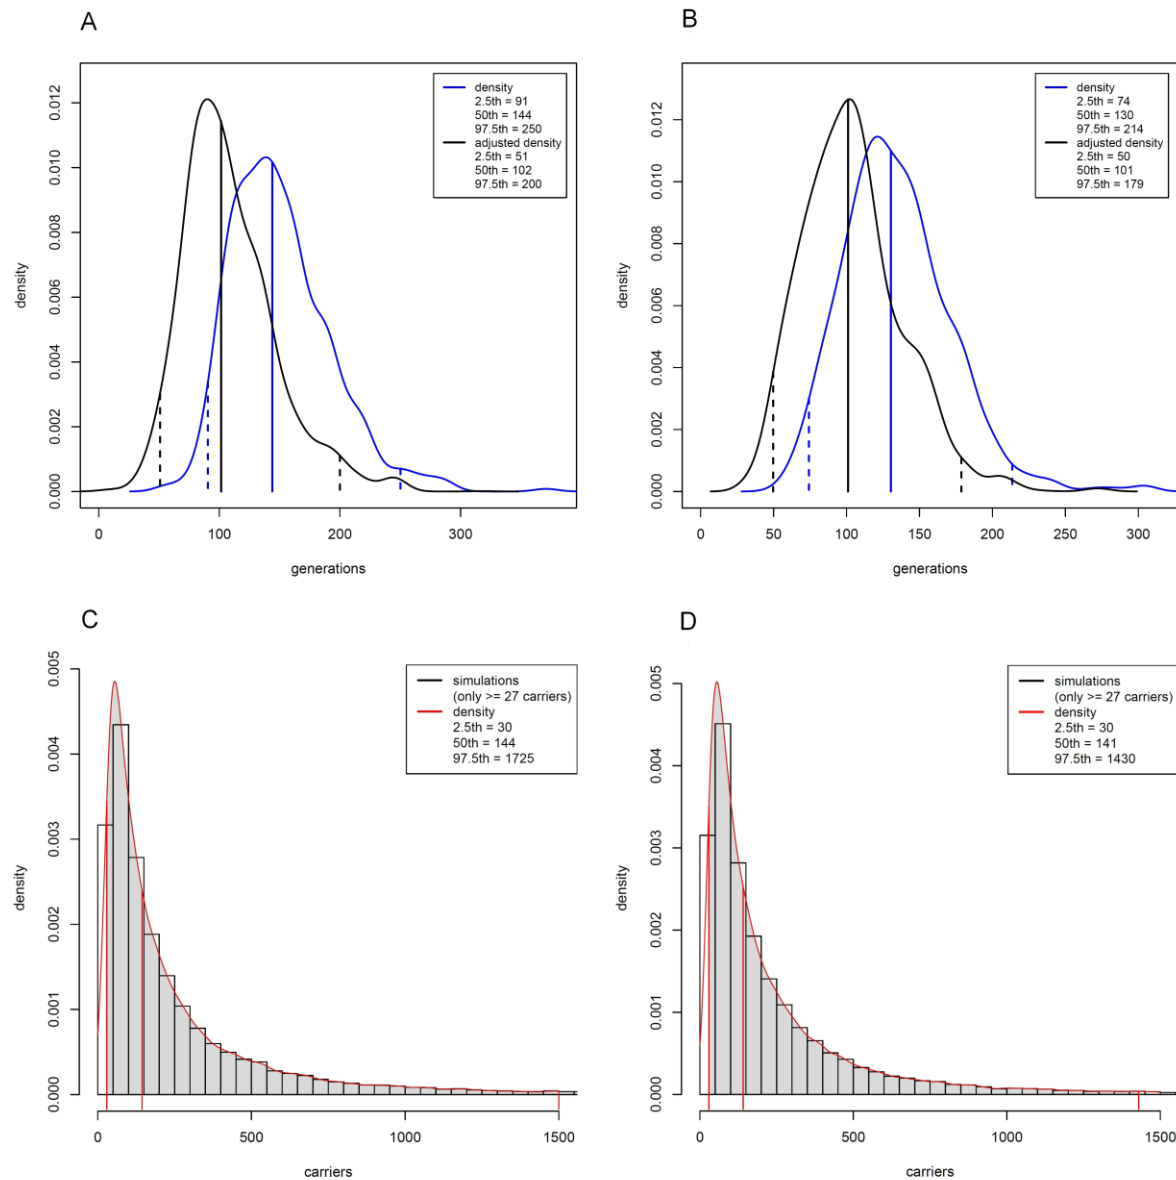 A
density
2.5th = 91
50th = 144
97.5th = 250
adjusted density
2.5th = 51
50th = 102
97.5th = 200
0.012
0.010
0.008
0.006
0.004
0.002
0.000
density
0
100
200
300
generations
B
density
2.5th = 74
50th = 130
97.5th = 214
adjusted density
2.5th = 50
50th = 101
97.5th = 179
0.012
0.010
0.008
0.006
0.004
0.002
0.000
density
0
50
100
150
200
250
300
generations
C
simulations
(only >= 27 carriers)
density
2.5th = 30
50th = 144
97.5th = 1725
0.005
0.004
0.003
0.002
0.001
0.000
density
0
500
1000
1500
carriers
D
simulations
(only >= 27 carriers)
density
2.5th = 30
50th = 141
97.5th = 1430
0.005
0.004
0.003
0.002
0.001
0.000
density
0
500
1000
1500
carriers